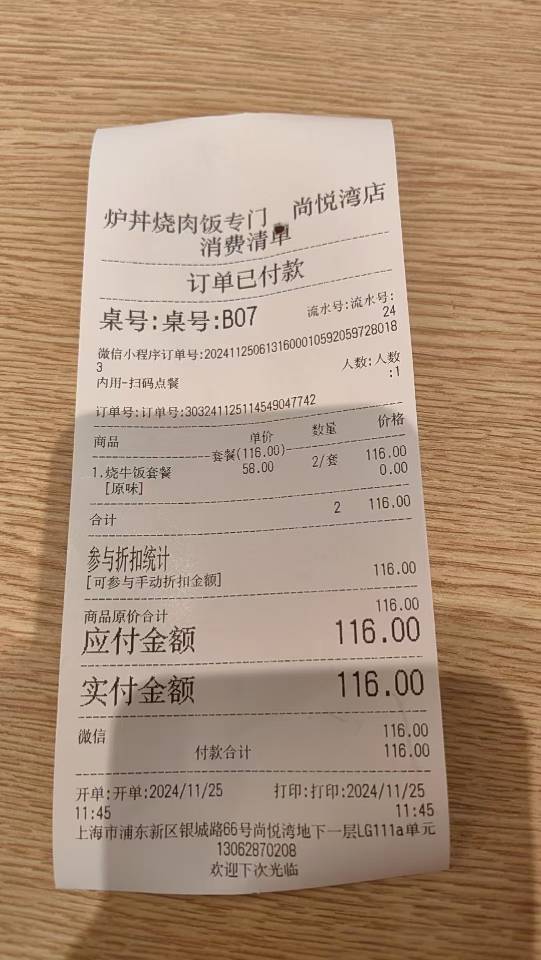 炉丼烧肉饭专门 尚悦湾店
消费清单
订单已付款
桌号:桌号:B07 流水号:流水号:
24
微信小程序订单号:2024112506131600010592059728018
3
内用-扫码点餐 人数:人数
:1
订单号:订单号:303241125114549047742
商品 单价 数量 价格
套餐(116.00)
1.烧牛饭套餐 58.00 2/套 116.00
[原味] 0.00
合计 2 116.00
参与折扣统计
[可参与手动折扣金额] 116.00
商品原价合计 116.00
应付金额 116.00
实付金额 116.00
微信 116.00
付款合计 116.00
开单:开单:2024/11/25 打印:打印:2024/11/25
11:45 11:45
上海市浦东新区银城路66号尚悦湾地下一层LG111a单元
13062870208
欢迎下次光临